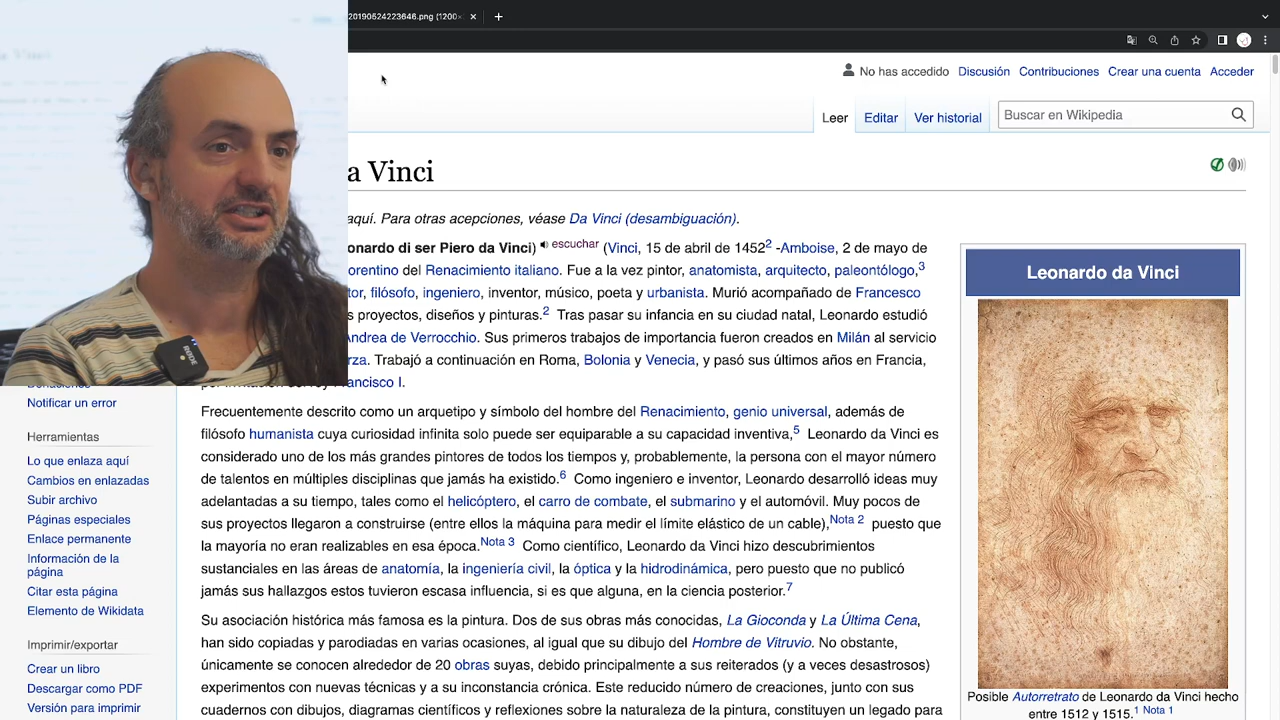 20190524223646.png (1200×
No has accedido Discusión Contribuciones Crear una cuenta Acceder
Leer Editar Ver historial Buscar en Wikipedia
a Vinci
aquí. Para otras acepciones, véase Da Vinci (desambiguación).
onardo di ser Piero da Vinci) escuchar (Vinci, 15 de abril de 1452² -Amboise, 2 de mayo de
orentino del Renacimiento italiano. Fue a la vez pintor, anatomista, arquitecto, paleontólogo,³
tor, filósofo, ingeniero, inventor, músico, poeta y urbanista. Murió acompañado de Francesco
s proyectos, diseños y pinturas.² Tras pasar su infancia en su ciudad natal, Leonardo estudió
Andrea de Verrocchio. Sus primeros trabajos de importancia fueron creados en Milán al servicio
rza. Trabajó a continuación en Roma, Bolonia y Venecia, y pasó sus últimos años en Francia,
por invitación del rey Francisco I.
Frecuentemente descrito como un arquetipo y símbolo del hombre del Renacimiento, genio universal, además de
filósofo humanista cuya curiosidad infinita solo puede ser equiparable a su capacidad inventiva,⁵ Leonardo da Vinci es
considerado uno de los más grandes pintores de todos los tiempos y, probablemente, la persona con el mayor número
de talentos en múltiples disciplinas que jamás ha existido.⁶ Como ingeniero e inventor, Leonardo desarrolló ideas muy
adelantadas a su tiempo, tales como el helicóptero, el carro de combate, el submarino y el automóvil. Muy pocos de
sus proyectos llegaron a construirse (entre ellos la máquina para medir el límite elástico de un cable),Nota 2 puesto que
la mayoría no eran realizables en esa época.Nota 3 Como científico, Leonardo da Vinci hizo descubrimientos
sustanciales en las áreas de anatomía, la ingeniería civil, la óptica y la hidrodinámica, pero puesto que no publicó
jamás sus hallazgos estos tuvieron escasa influencia, si es que alguna, en la ciencia posterior.⁷
Su asociación histórica más famosa es la pintura. Dos de sus obras más conocidas, La Gioconda y La Última Cena,
han sido copiadas y parodiadas en varias ocasiones, al igual que su dibujo del Hombre de Vitruvio. No obstante,
únicamente se conocen alrededor de 20 obras suyas, debido principalmente a sus reiterados (y a veces desastrosos)
experimentos con nuevas técnicas y a su inconstancia crónica. Este reducido número de creaciones, junto con sus
cuadernos con dibujos, diagramas científicos y reflexiones sobre la naturaleza de la pintura, constituyen un legado para
Leonardo da Vinci
Posible Autorretrato de Leonardo da Vinci hecho
entre 1512 y 1515.¹ Nota 1
Donaciones
Notificar un error
Herramientas
Lo que enlaza aquí
Cambios en enlazadas
Subir archivo
Páginas especiales
Enlace permanente
Información de la
página
Citar esta página
Elemento de Wikidata
Imprimir/exportar
Crear un libro
Descargar como PDF
Versión para imprimir
RØDE